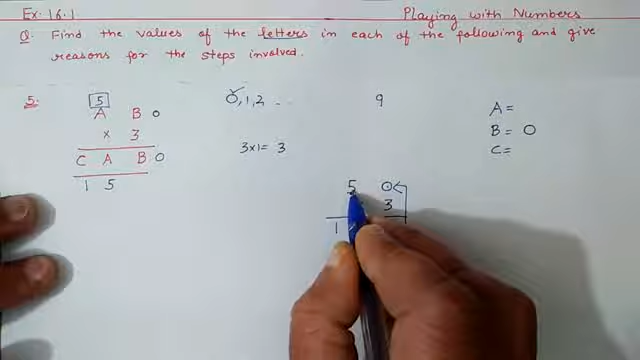 Ex: 16.1 Playing with Numbers
Q. Find the values of the letters in each of the following and give
reasons for the steps involved.
5. 5 0, 1, 2 ... 9
A B 0 A =
× 3 B = 0
C A B 0 3×1= 3 C =
1 5
5 0
3
1